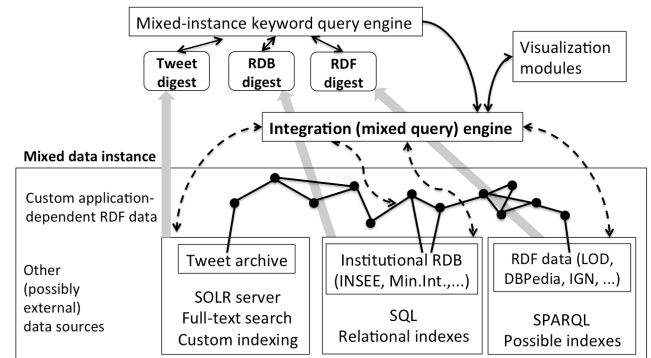 Mixed-instance keyword query engine
Tweet
digest
RDB
digest
RDF
digest
Visualization
modules
Integration (mixed query) engine
Mixed data instance
Custom application-
dependent RDF data
Other
(possibly
external)
data sources
Tweet archive
SOLR server
Full-text search
Custom indexing
Institutional RDB
(INSEE, Min.Int.,...)
SQL
Relational indexes
RDF data (LOD,
DBPedia, IGN, ...)
SPARQL
Possible indexes